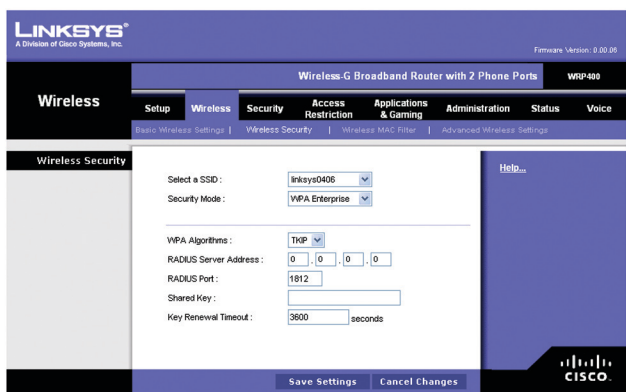 LINKSYS®
A Division of Cisco Systems, Inc.
Firmware Version: 0.00.06
Wireless-G Broadband Router with 2 Phone Ports WRP400
Wireless
Setup Wireless Security Access Restriction Applications & Gaming Administration Status Voice
Basic Wireless Settings | Wireless Security | Wireless MAC Filter | Advanced Wireless Settings
Wireless Security
Help...
Select a SSID : linksys0406
Security Mode : WPA Enterprise
WPA Algorithms : TKIP
RADIUS Server Address : 0 . 0 . 0 . 0
RADIUS Port : 1812
Shared Key :
Key Renewal Timeout : 3600 seconds
Save Settings Cancel Changes
CISCO.